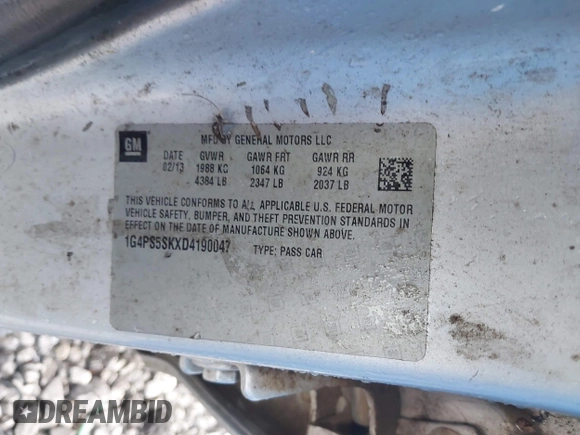 GM
MFD BY GENERAL MOTORS LLC
DATE GVWR GAWR FRT GAWR RR
02/13 1988 KG 1064 KG 924 KG
4384 LB 2347 LB 2037 LB
THIS VEHICLE CONFORMS TO ALL APPLICABLE U.S. FEDERAL MOTOR
VEHICLE SAFETY, BUMPER, AND THEFT PREVENTION STANDARDS IN
EFFECT ON THE DATE OF MANUFACTURE SHOWN ABOVE.
1G4PS5SKXD4190047 TYPE: PASS CAR
DREAMBID